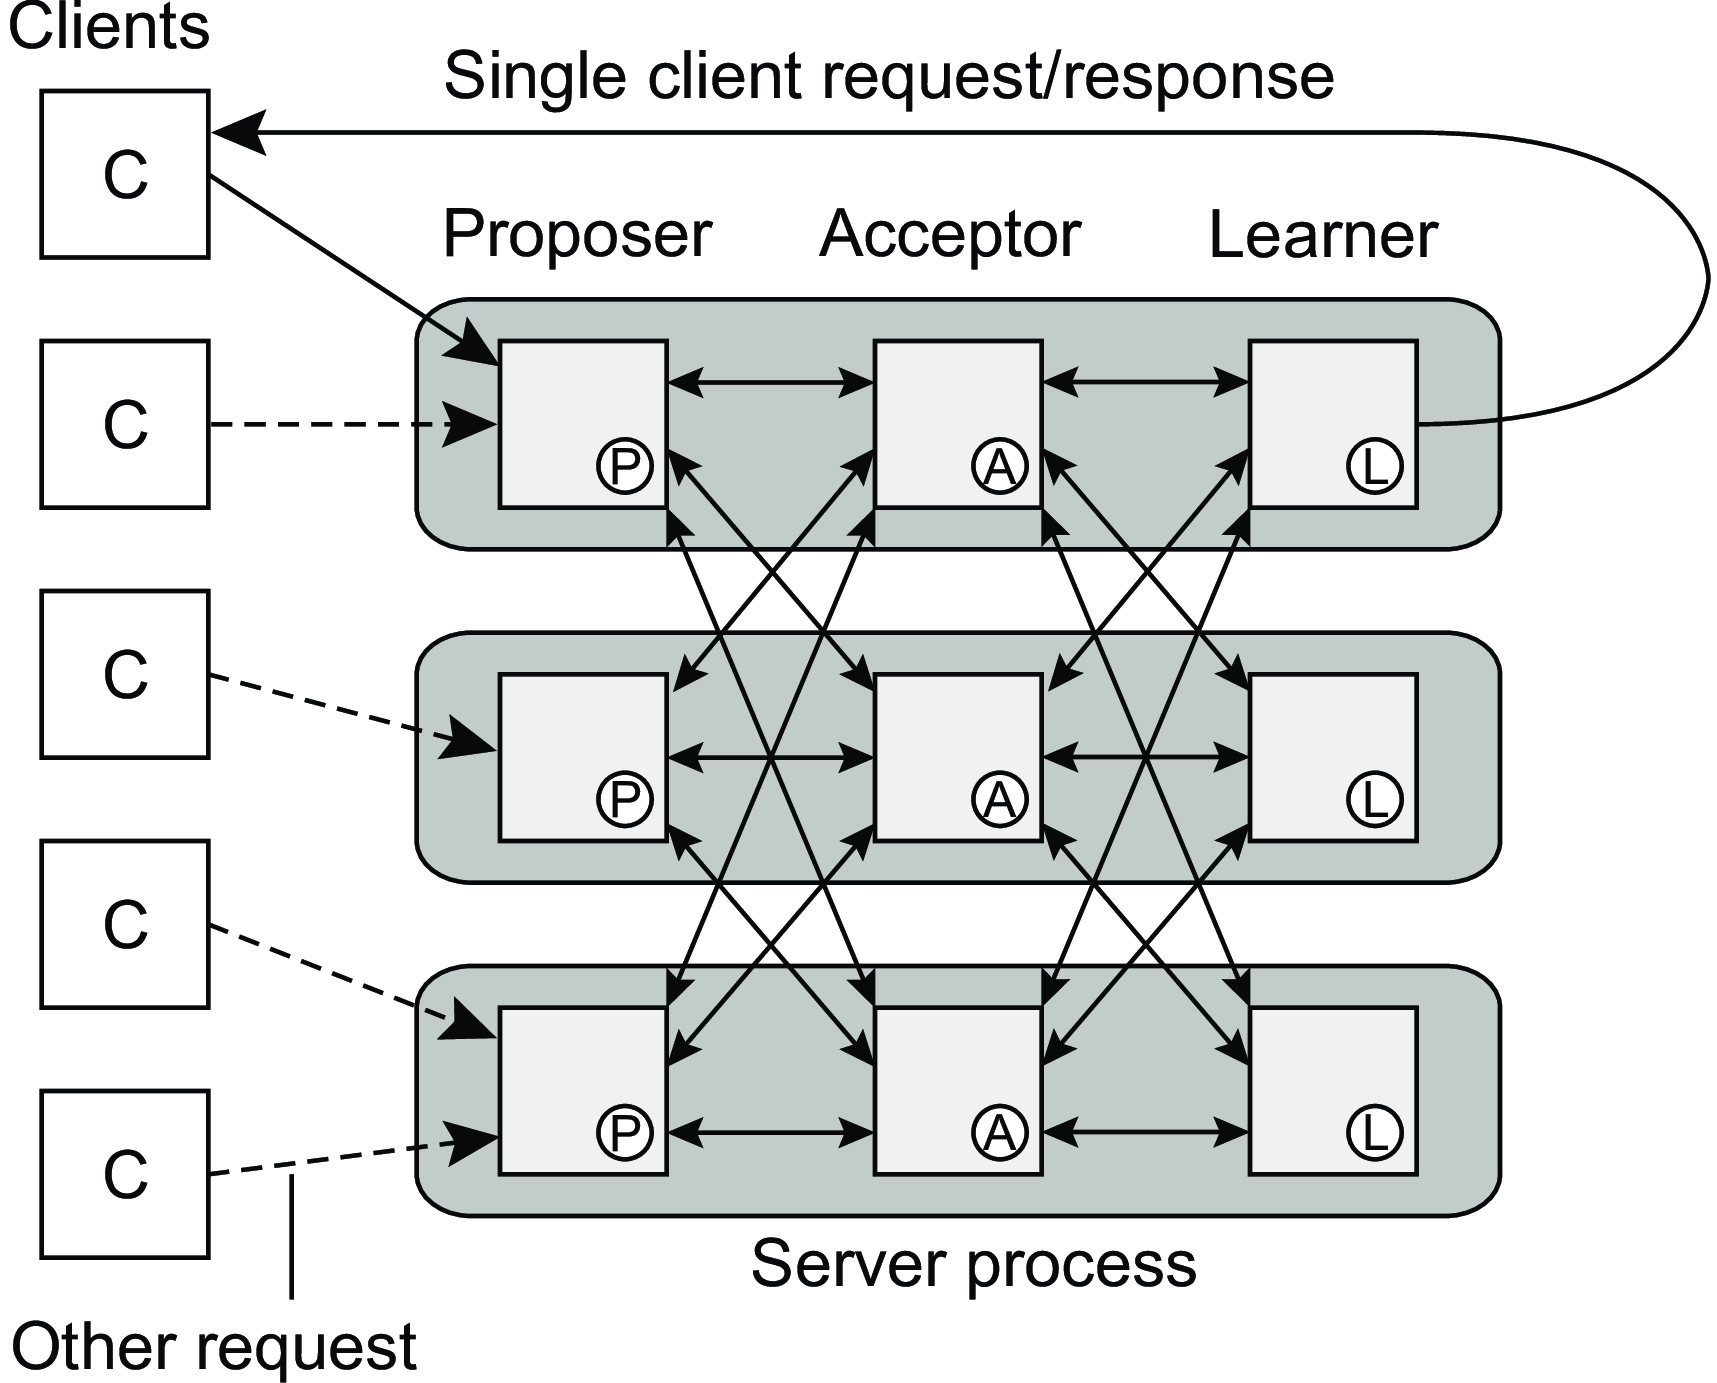 Clients
Single client request/response
C
Proposer Acceptor Learner
C
P A L
C
P A L
C
C
P A L
Server process
Other request